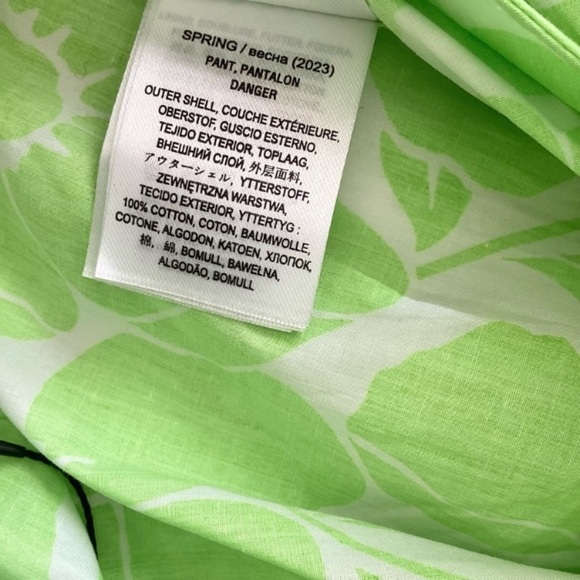 SPRING / весна (2023)
PANT, PANTALON
DANGER
OUTER SHELL, COUCHE EXTÉRIEURE,
OBERSTOF, GUSCIO ESTERNO,
TEJIDO EXTERIOR, TOPLAAG,
ВНЕШНИЙ СЛОЙ, 外层面料,
アウターシェル, YTTERSTOFF,
ZEWNĘTRZNA WARSTWA,
TECIDO EXTERIOR, YTTERTYG :
100% COTTON, COTON, BAUMWOLLE,
COTONE, ALGODON, KATOEN, ХЛОПОК,
棉, 綿, BOMULL, BAWEŁNA,
ALGODÃO, BOMULL